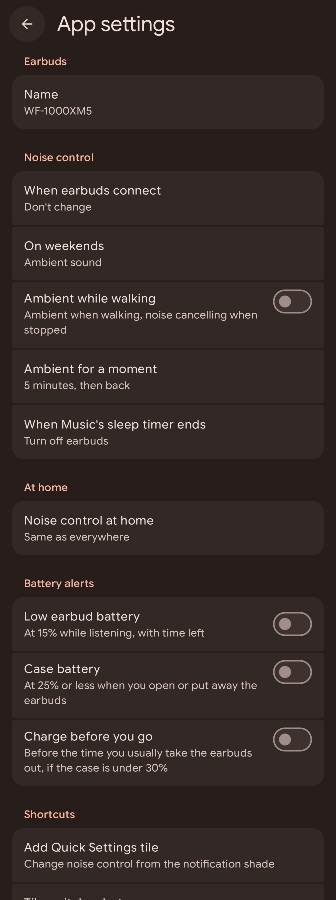 App settings
Earbuds
Name
WF-1000XM5
Noise control
When earbuds connect
Don't change
On weekends
Ambient sound
Ambient while walking
Ambient when walking, noise cancelling when
stopped
Ambient for a moment
5 minutes, then back
When Music's sleep timer ends
Turn off earbuds
At home
Noise control at home
Same as everywhere
Battery alerts
Low earbud battery
At 15% while listening, with time left
Case battery
At 25% or less when you open or put away the
earbuds
Charge before you go
Before the time you usually take the earbuds
out, if the case is under 30%
Shortcuts
Add Quick Settings tile
Change noise control from the notification shade